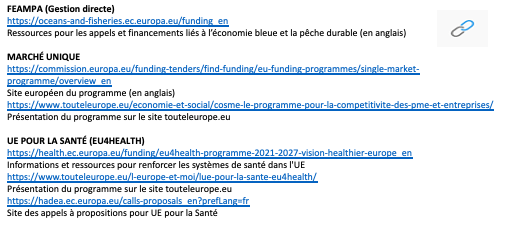 FEAMPA (Gestion directe)
https://oceans-and-fisheries.ec.europa.eu/funding_en
Ressources pour les appels et financements liés à l'économie bleue et la pêche durable (en anglais)
MARCHÉ UNIQUE
https://commission.europa.eu/funding-tenders/find-funding/eu-funding-programmes/single-market-
programme/overview_en
Site européen du programme (en anglais)
https://www.touteleurope.eu/economie-et-social/cosme-le-programme-pour-la-competitivite-des-pme-et-entreprises/
Présentation du programme sur le site touteleurope.eu
UE POUR LA SANTÉ (EU4HEALTH)
https://health.ec.europa.eu/funding/eu4health-programme-2021-2027-vision-healthier-europe_en
Informations et ressources pour renforcer les systèmes de santé dans l'UE
https://www.touteleurope.eu/l-europe-et-moi/lue-pour-la-sante-eu4health/
Présentation du programme sur le site touteleurope.eu
https://hadea.ec.europa.eu/calls-proposals_en?prefLang=fr
Site des appels à propositions pour UE pour la Santé